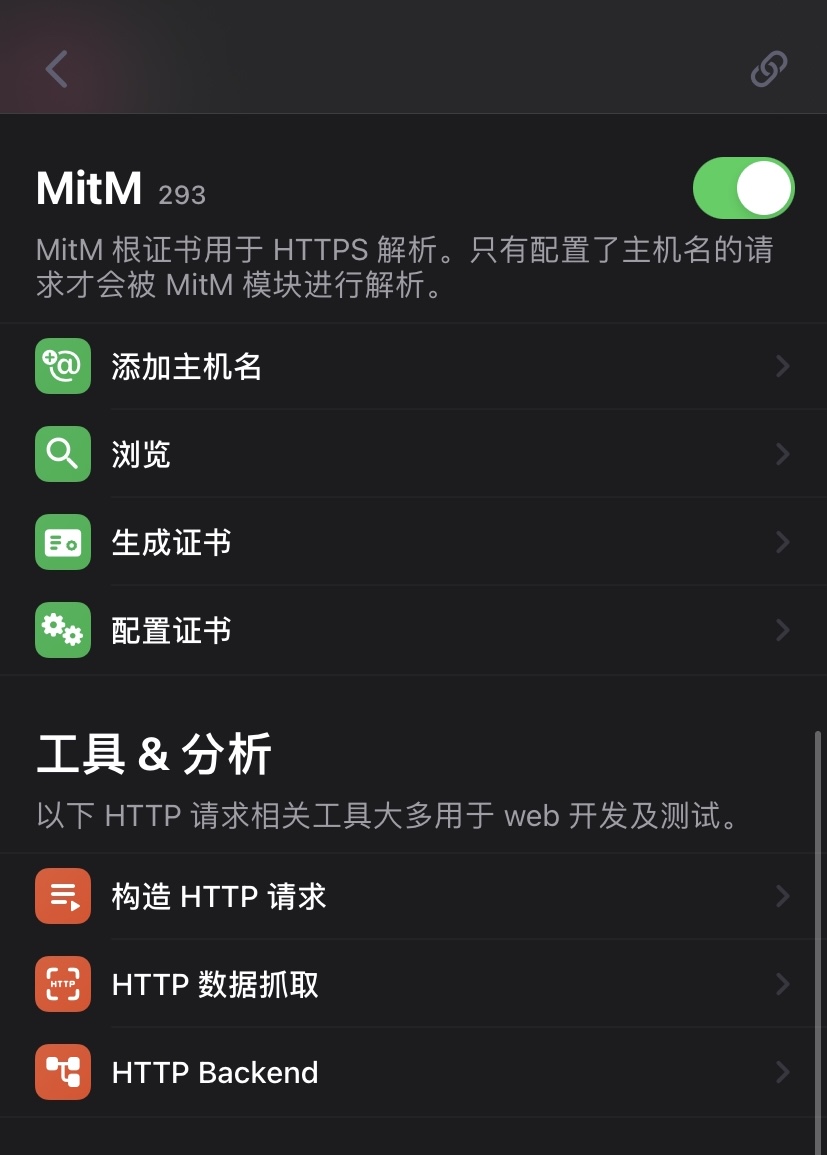 MitM 293
MitM 根证书用于 HTTPS 解析。只有配置了主机名的请
求才会被 MitM 模块进行解析。
添加主机名
浏览
生成证书
配置证书
工具 & 分析
以下 HTTP 请求相关工具大多用于 web 开发及测试。
构造 HTTP 请求
HTTP 数据抓取
HTTP Backend